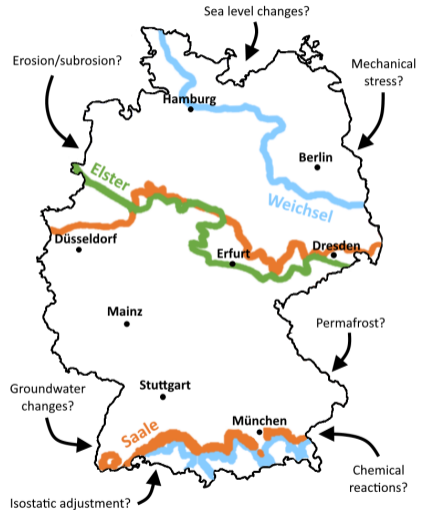 Sea level changes?
Erosion/subrosion?
Mechanical
stress?
Hamburg
Berlin
Elster
Weichsel
Düsseldorf
Erfurt
Dresden
Mainz
Permafrost?
Stuttgart
Groundwater
changes?
München
Saale
Chemical
reactions?
Isostatic adjustment?